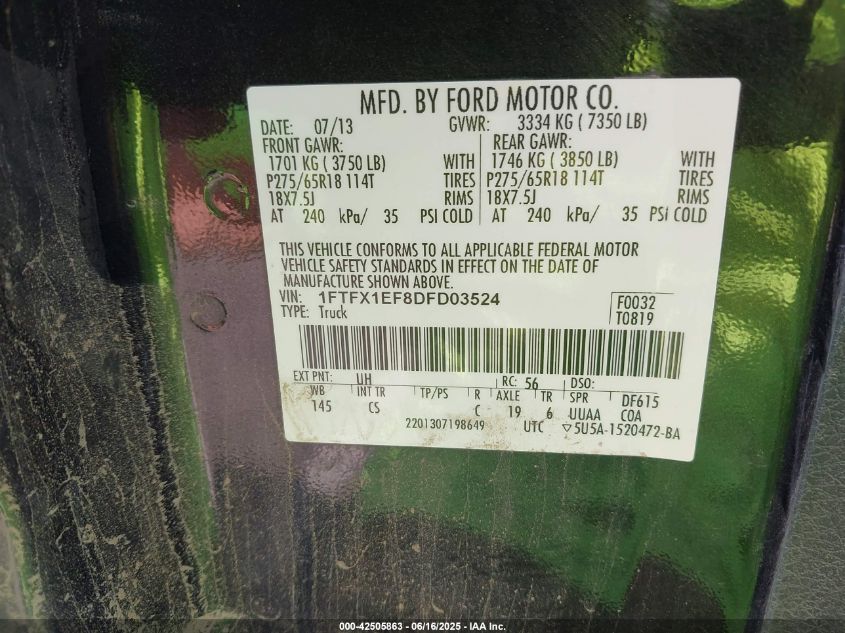 MFD. BY FORD MOTOR CO.
DATE: 07/13 GVWR: 3334 KG ( 7350 LB)
FRONT GAWR: REAR GAWR:
1701 KG ( 3750 LB) WITH 1746 KG ( 3850 LB) WITH
P275/65R18 114T TIRES P275/65R18 114T TIRES
18X7.5J RIMS 18X7.5J RIMS
AT 240 kPa/ 35 PSI COLD AT 240 kPa/ 35 PSI COLD
THIS VEHICLE CONFORMS TO ALL APPLICABLE FEDERAL MOTOR
VEHICLE SAFETY STANDARDS IN EFFECT ON THE DATE OF
MANUFACTURE SHOWN ABOVE.
VIN: 1FTFX1EF8DFD03524 F0032
TYPE: Truck T0819
EXT PNT: UH RC: 56 DSO:
WB INT TR TP/PS R AXLE TR SPR DF615
145 CS C 19 6 UUAA COA
2201307198649 UTC ▽5U5A-1520472-BA
000-42505863 - 06/16/2025 - IAA Inc.